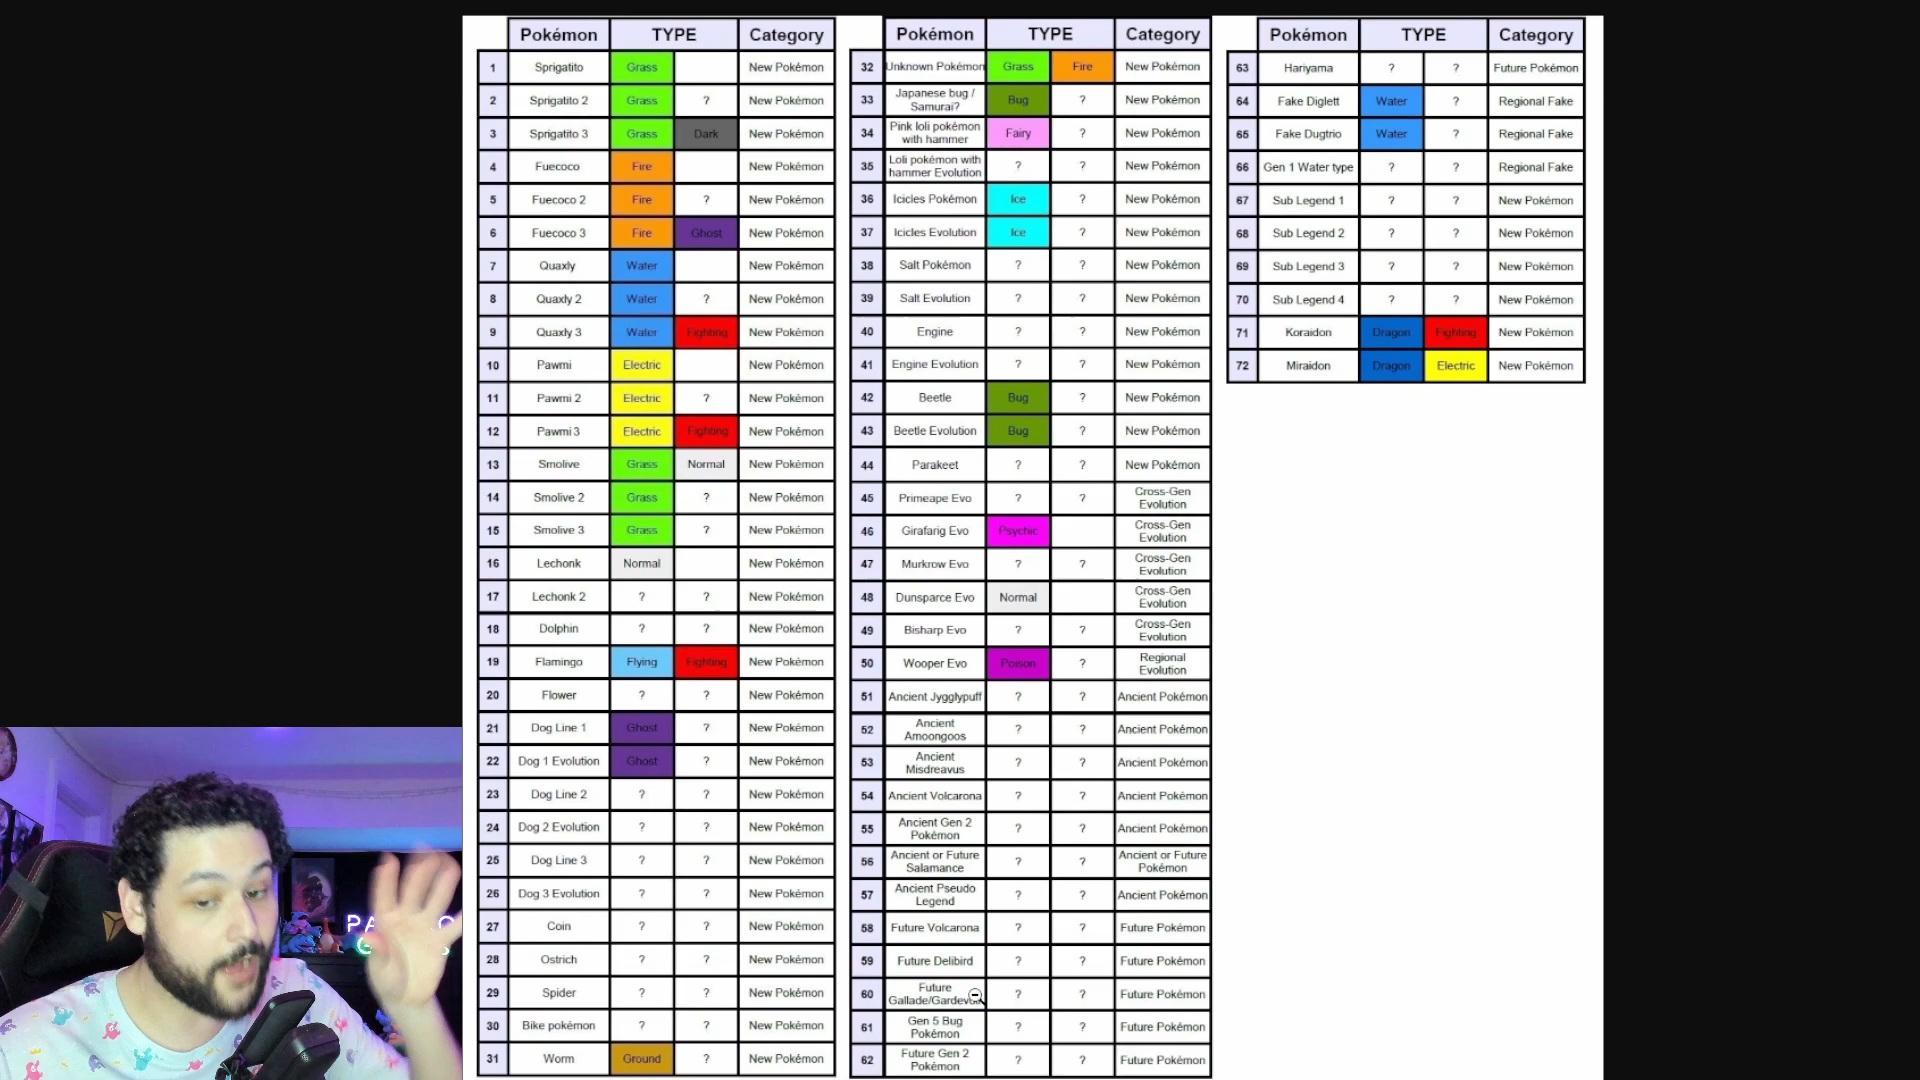 Pokémon TYPE Category
1 Sprigatito Grass New Pokémon
2 Sprigatito 2 Grass ? New Pokémon
3 Sprigatito 3 Grass Dark New Pokémon
4 Fuecoco Fire New Pokémon
5 Fuecoco 2 Fire ? New Pokémon
6 Fuecoco 3 Fire Ghost New Pokémon
7 Quaxly Water New Pokémon
8 Quaxly 2 Water ? New Pokémon
9 Quaxly 3 Water Fighting New Pokémon
10 Pawmi Electric New Pokémon
11 Pawmi 2 Electric ? New Pokémon
12 Pawmi 3 Electric Fighting New Pokémon
13 Smolive Grass Normal New Pokémon
14 Smolive 2 Grass ? New Pokémon
15 Smolive 3 Grass ? New Pokémon
16 Lechonk Normal New Pokémon
17 Lechonk 2 ? ? New Pokémon
18 Dolphin ? ? New Pokémon
19 Flamingo Flying Fighting New Pokémon
20 Flower ? ? New Pokémon
21 Dog Line 1 Ghost ? New Pokémon
22 Dog 1 Evolution Ghost ? New Pokémon
23 Dog Line 2 ? ? New Pokémon
24 Dog 2 Evolution ? ? New Pokémon
25 Dog Line 3 ? ? New Pokémon
26 Dog 3 Evolution ? ? New Pokémon
27 Coin ? ? New Pokémon
28 Ostrich ? ? New Pokémon
29 Spider ? ? New Pokémon
30 Bike pokémon ? ? New Pokémon
31 Worm Ground ? New Pokémon
Pokémon TYPE Category
32 Unknown Pokémon Grass Fire New Pokémon
33 Japanese bug / Samurai? Bug ? New Pokémon
34 Pink loli pokémon with hammer Fairy ? New Pokémon
35 Loli pokémon with hammer Evolution ? ? New Pokémon
36 Icicles Pokémon Ice ? New Pokémon
37 Icicles Evolution Ice ? New Pokémon
38 Salt Pokémon ? ? New Pokémon
39 Salt Evolution ? ? New Pokémon
40 Engine ? ? New Pokémon
41 Engine Evolution ? ? New Pokémon
42 Beetle Bug ? New Pokémon
43 Beetle Evolution Bug ? New Pokémon
44 Parakeet ? ? New Pokémon
45 Primeape Evo ? ? Cross-Gen Evolution
46 Girafarig Evo Psychic Cross-Gen Evolution
47 Murkrow Evo ? ? Cross-Gen Evolution
48 Dunsparce Evo Normal Cross-Gen Evolution
49 Bisharp Evo ? ? Cross-Gen Evolution
50 Wooper Evo Poison ? Regional Evolution
51 Ancient Jygglypuff ? ? Ancient Pokémon
52 Ancient Amoongoos ? ? Ancient Pokémon
53 Ancient Misdreavus ? ? Ancient Pokémon
54 Ancient Volcarona ? ? Ancient Pokémon
55 Ancient Gen 2 Pokémon ? ? Ancient Pokémon
56 Ancient or Future Salamance ? ? Ancient or Future Pokémon
57 Ancient Pseudo Legend ? ? Ancient Pokémon
58 Future Volcarona ? ? Future Pokémon
59 Future Delibird ? ? Future Pokémon
60 Future ? ? Future Pokémon
61 Gen 5 Bug Pokémon ? ? Future Pokémon
62 Future Gen 2 Pokémon ? ? Future Pokémon
Pokémon TYPE Category
63 Hariyama ? ? Future Pokémon
64 Fake Diglett Water ? Regional Fake
65 Fake Dugtrio Water ? Regional Fake
66 Gen 1 Water type ? ? Regional Fake
67 Sub Legend 1 ? ? New Pokémon
68 Sub Legend 2 ? ? New Pokémon
69 Sub Legend 3 ? ? New Pokémon
70 Sub Legend 4 ? ? New Pokémon
71 Koraidon Dragon Fighting New Pokémon
72 Miraidon Dragon Electric New Pokémon